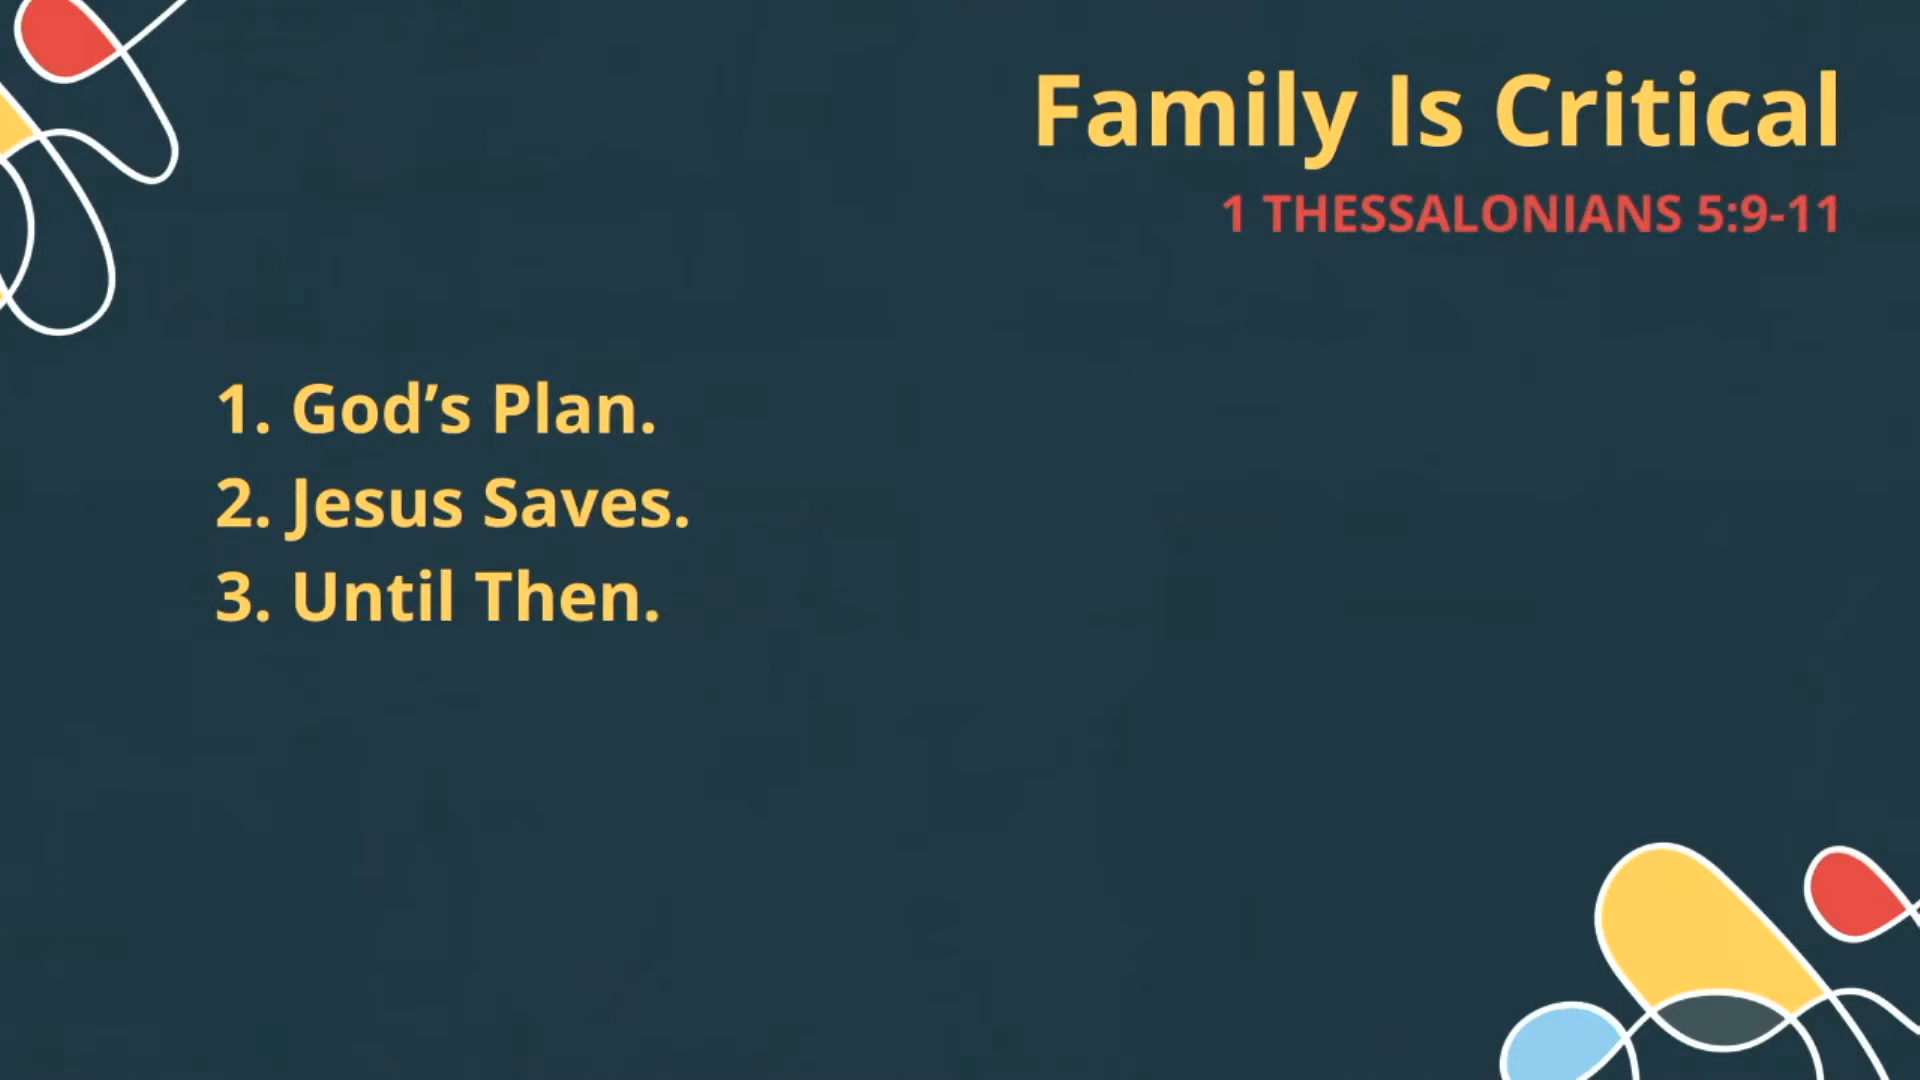 Family Is Critical
1 THESSALONIANS 5:9-11
1. God’s Plan.
2. Jesus Saves.
3. Until Then.